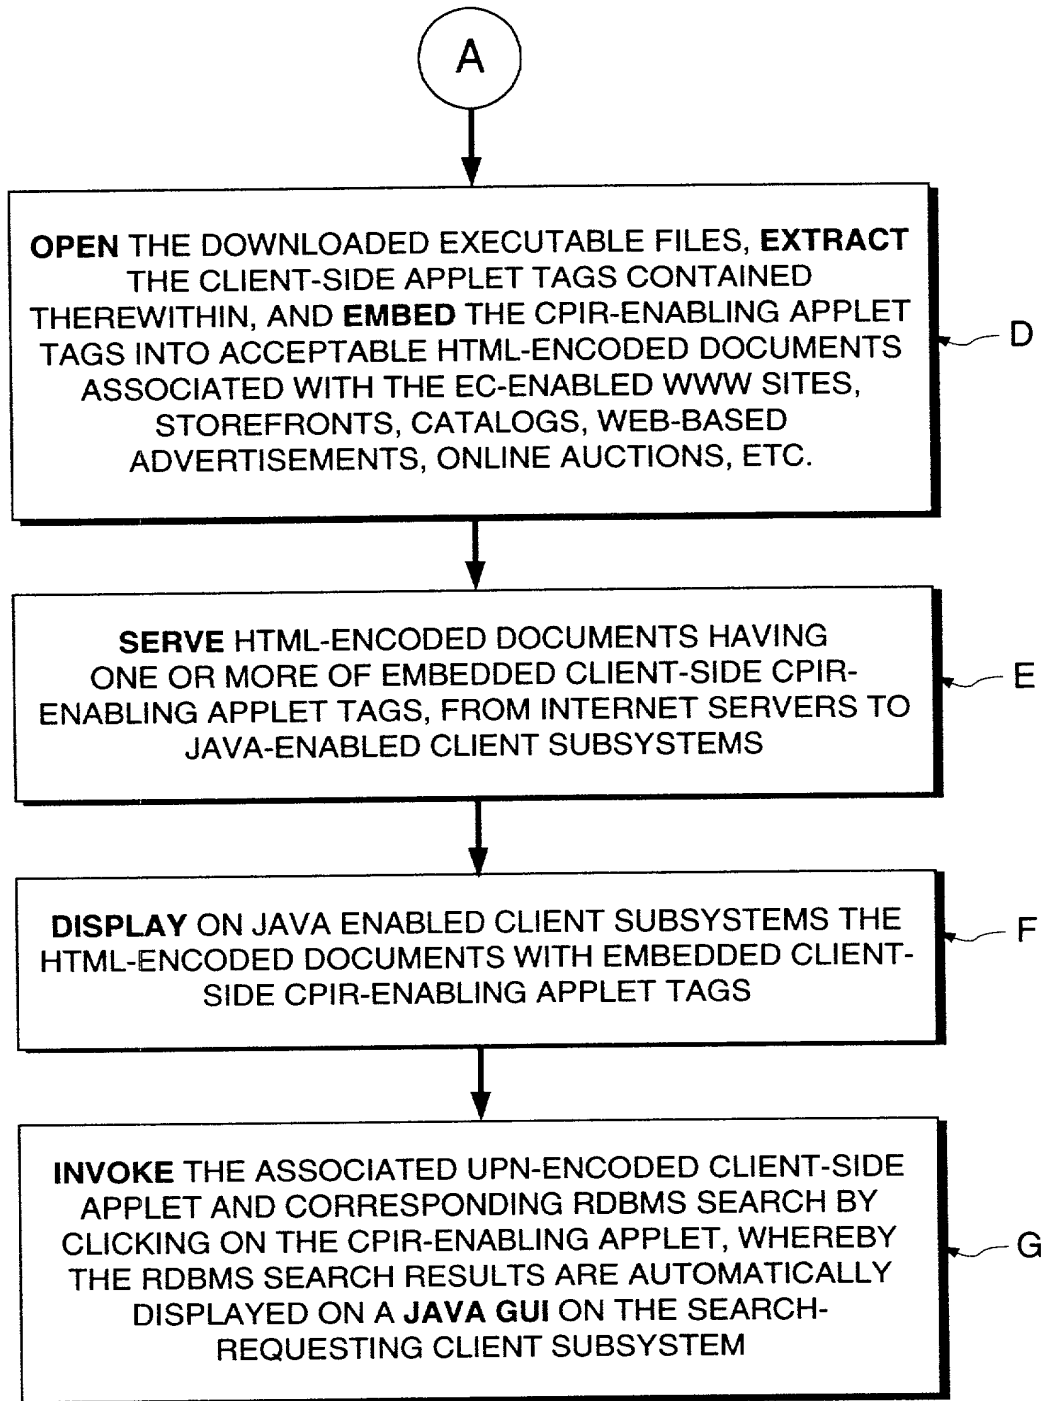 A
OPEN THE DOWNLOADED EXECUTABLE FILES, EXTRACT
THE CLIENT-SIDE APPLET TAGS CONTAINED
THEREWITHIN, AND EMBED THE CPIR-ENABLING APPLET
TAGS INTO ACCEPTABLE HTML-ENCODED DOCUMENTS
ASSOCIATED WITH THE EC-ENABLED WWW SITES,
STOREFRONTS, CATALOGS, WEB-BASED
ADVERTISEMENTS, ONLINE AUCTIONS, ETC.
D
SERVE HTML-ENCODED DOCUMENTS HAVING
ONE OR MORE OF EMBEDDED CLIENT-SIDE CPIR-
ENABLING APPLET TAGS, FROM INTERNET SERVERS TO
JAVA-ENABLED CLIENT SUBSYSTEMS
E
DISPLAY ON JAVA ENABLED CLIENT SUBSYSTEMS THE
HTML-ENCODED DOCUMENTS WITH EMBEDDED CLIENT-
SIDE CPIR-ENABLING APPLET TAGS
F
INVOKE THE ASSOCIATED UPN-ENCODED CLIENT-SIDE
APPLET AND CORRESPONDING RDBMS SEARCH BY
CLICKING ON THE CPIR-ENABLING APPLET, WHEREBY
THE RDBMS SEARCH RESULTS ARE AUTOMATICALLY
DISPLAYED ON A JAVA GUI ON THE SEARCH-
REQUESTING CLIENT SUBSYSTEM
G